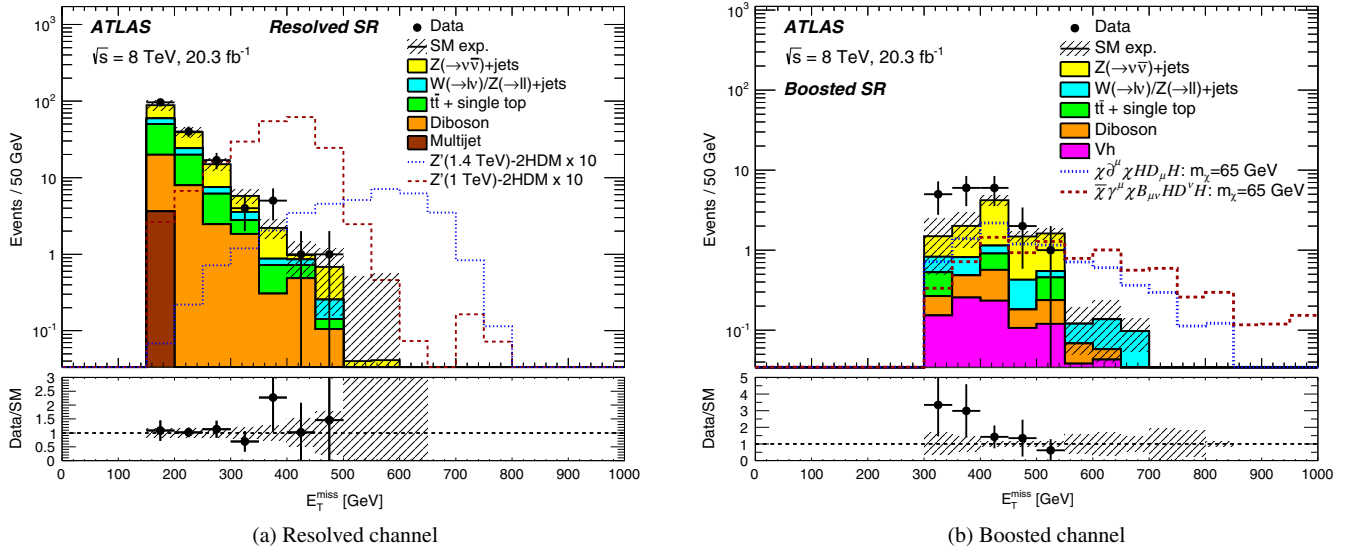 ATLAS Resolved SR
√s = 8 TeV, 20.3 fb⁻¹
Data
SM exp.
Z(→νν̄)+jets
W(→lν)/Z(→ll)+jets
tt̄ + single top
Diboson
Multijet
Z'(1.4 TeV)-2HDM x 10
Z'(1 TeV)-2HDM x 10
Events / 50 GeV
10³
10²
10
1
10⁻¹
Data/SM
3
2.5
2
1.5
1
0.5
0
0 100 200 300 400 500 600 700 800 900 1000
E_T^miss [GeV]
(a) Resolved channel
ATLAS
√s = 8 TeV, 20.3 fb⁻¹
Boosted SR
Data
SM exp.
Z(→νν̄)+jets
W(→lν)/Z(→ll)+jets
tt̄ + single top
Diboson
Vh
χ∂^μχHD_μH: m_χ=65 GeV
χ̄γ^μχB_μνHD^νH: m_χ=65 GeV
Events / 50 GeV
10³
10²
10
1
10⁻¹
Data/SM
5
4
3
2
1
0
0 100 200 300 400 500 600 700 800 900 1000
E_T^miss [GeV]
(b) Boosted channel